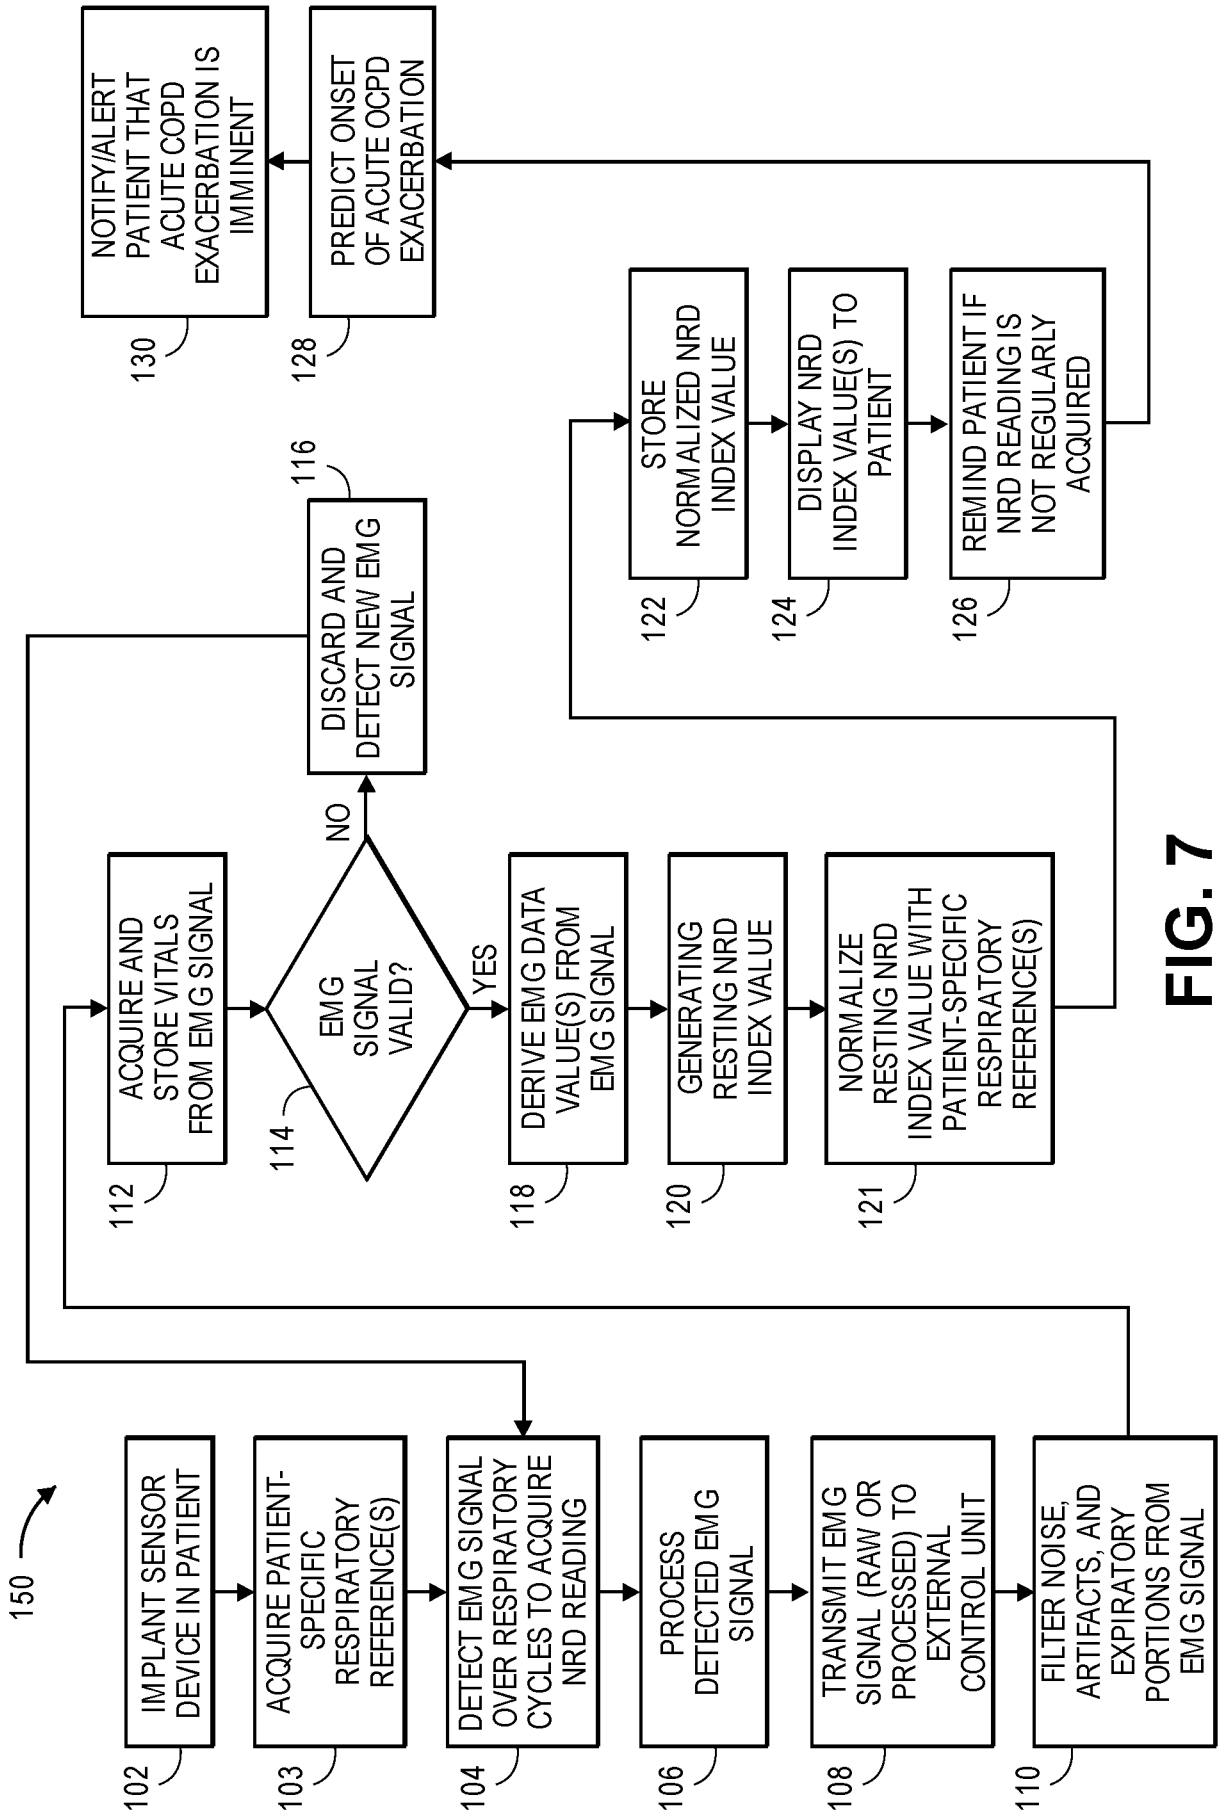 150
102
IMPLANT SENSOR
DEVICE IN PATIENT
103
ACQUIRE PATIENT-
SPECIFIC
RESPIRATORY
REFERENCE(S)
104
DETECT EMG SIGNAL
OVER RESPIRATORY
CYCLES TO ACQUIRE
NRD READING
106
PROCESS
DETECTED EMG
SIGNAL
108
TRANSMIT EMG
SIGNAL (RAW OR
PROCESSED) TO
EXTERNAL
CONTROL UNIT
110
FILTER NOISE,
ARTIFACTS, AND
EXPIRATORY
PORTIONS FROM
EMG SIGNAL
112
ACQUIRE AND
STORE VITALS
FROM EMG SIGNAL
114
EMG
SIGNAL
VALID?
NO
116
DISCARD AND
DETECT NEW EMG
SIGNAL
YES
118
DERIVE EMG DATA
VALUE(S) FROM
EMG SIGNAL
120
GENERATING
RESTING NRD
INDEX VALUE
121
NORMALIZE
RESTING NRD
INDEX VALUE WITH
PATIENT-SPECIFIC
RESPIRATORY
REFERENCE(S)
122
STORE
NORMALIZED NRD
INDEX VALUE
124
DISPLAY NRD
INDEX VALUE(S) TO
PATIENT
126
REMIND PATIENT IF
NRD READING IS
NOT REGULARLY
ACQUIRED
128
PREDICT ONSET
OF ACUTE OCPD
EXACERBATION
130
NOTIFY/ALERT
PATIENT THAT
ACUTE COPD
EXACERBATION IS
IMMINENT
FIG. 7